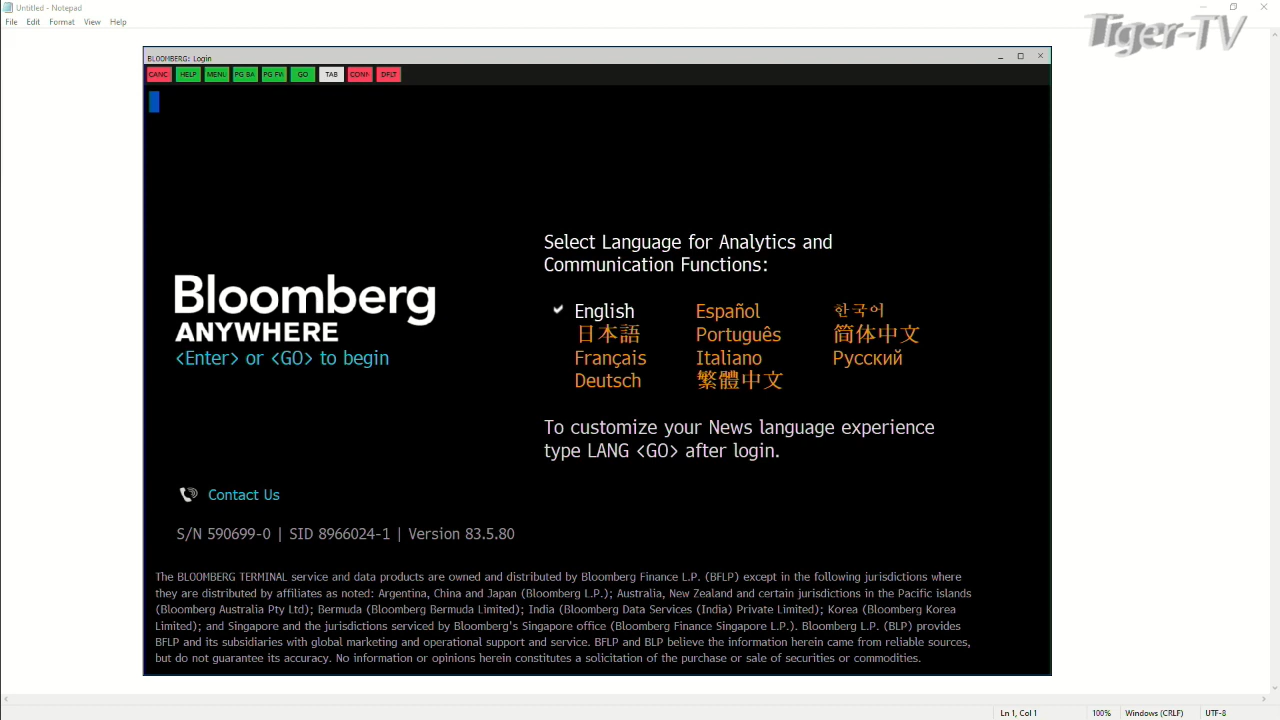 Untitled - Notepad
File Edit Format View Help
Tiger-TV
BLOOMBERG: Login
CANC HELP MENU PG BA PG FW GO TAB CONN DFLT
Select Language for Analytics and
Communication Functions:
Bloomberg
ANYWHERE
<Enter> or <GO> to begin
English Español 한국어
日本語 Português 简体中文
Français Italiano Русский
Deutsch 繁體中文
To customize your News language experience
type LANG <GO> after login.
Contact Us
S/N 590699-0 | SID 8966024-1 | Version 83.5.80
The BLOOMBERG TERMINAL service and data products are owned and distributed by Bloomberg Finance L.P. (BFLP) except in the following jurisdictions where
they are distributed by affiliates as noted: Argentina, China and Japan (Bloomberg L.P.); Australia, New Zealand and certain jurisdictions in the Pacific islands
(Bloomberg Australia Pty Ltd); Bermuda (Bloomberg Bermuda Limited); India (Bloomberg Data Services (India) Private Limited); Korea (Bloomberg Korea
Limited); and Singapore and the jurisdictions serviced by Bloomberg's Singapore office (Bloomberg Finance Singapore L.P.). Bloomberg L.P. (BLP) provides
BFLP and its subsidiaries with global marketing and operational support and service. BFLP and BLP believe the information herein came from reliable sources,
but do not guarantee its accuracy. No information or opinions herein constitutes a solicitation of the purchase or sale of securities or commodities.
Ln 1, Col 1 100% Windows (CRLF) UTF-8